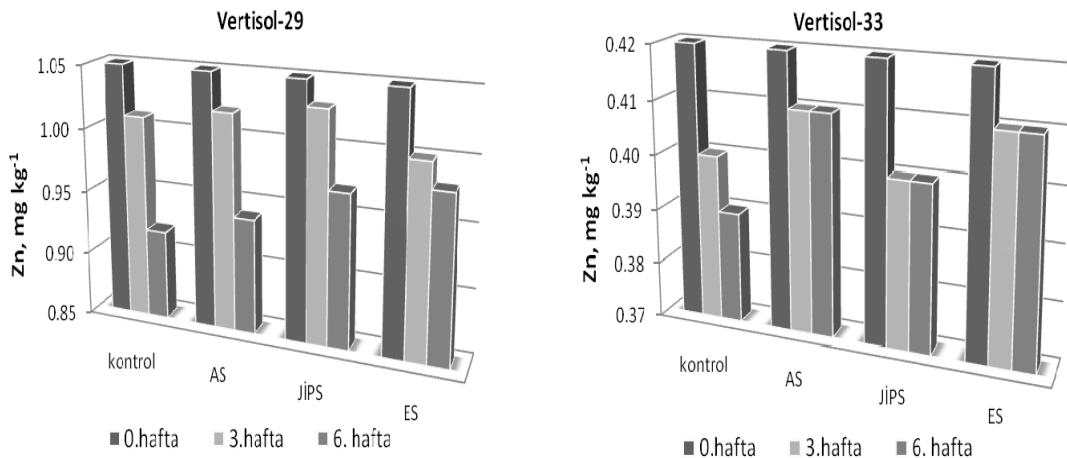 Vertisol-29
Zn, mg kg⁻¹
1.05
1.00
0.95
0.90
0.85
kontrol
AS
JİPS
ES
0.hafta 3.hafta 6. hafta
Vertisol-33
Zn, mg kg⁻¹
0.42
0.41
0.40
0.39
0.38
0.37
kontrol
AS
JİPS
ES
0.hafta 3.hafta 6. hafta